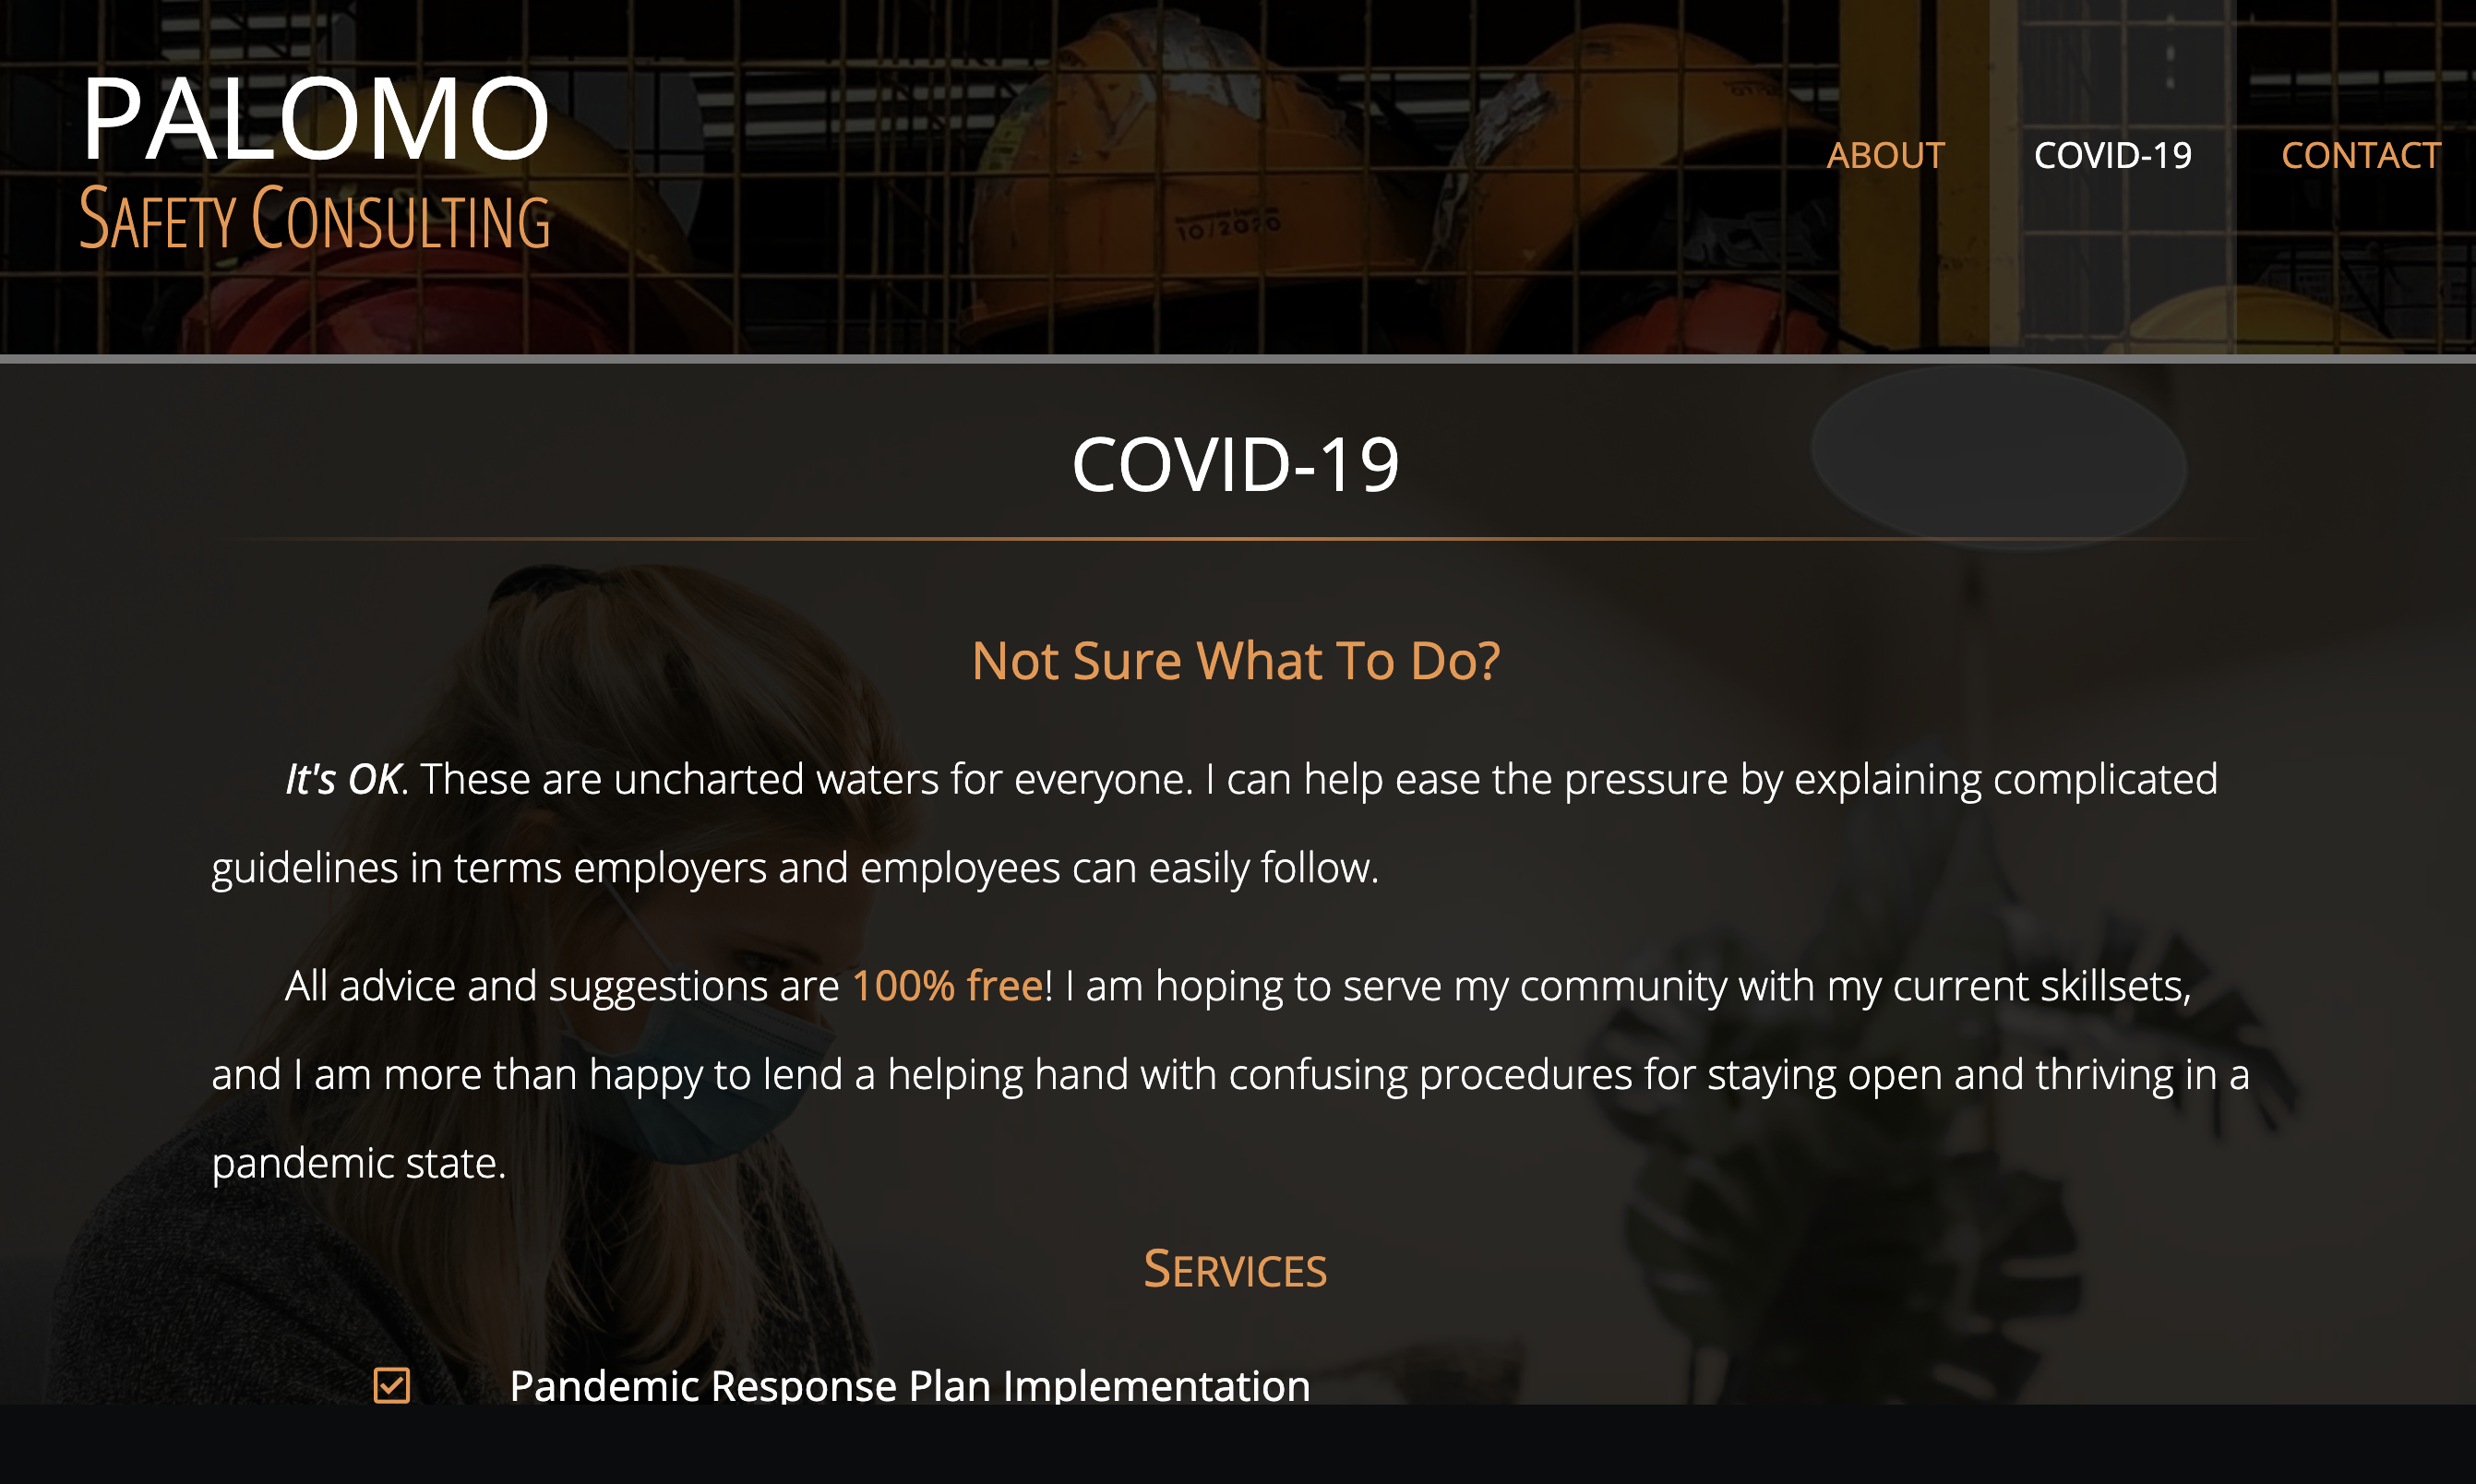 PALOMO
SAFETY CONSULTING
ABOUT COVID-19 CONTACT
10/2020
COVID-19
Not Sure What To Do?
It's OK. These are uncharted waters for everyone. I can help ease the pressure by explaining complicated
guidelines in terms employers and employees can easily follow.
All advice and suggestions are 100% free! I am hoping to serve my community with my current skillsets,
and I am more than happy to lend a helping hand with confusing procedures for staying open and thriving in a
pandemic state.
SERVICES
Pandemic Response Plan Implementation